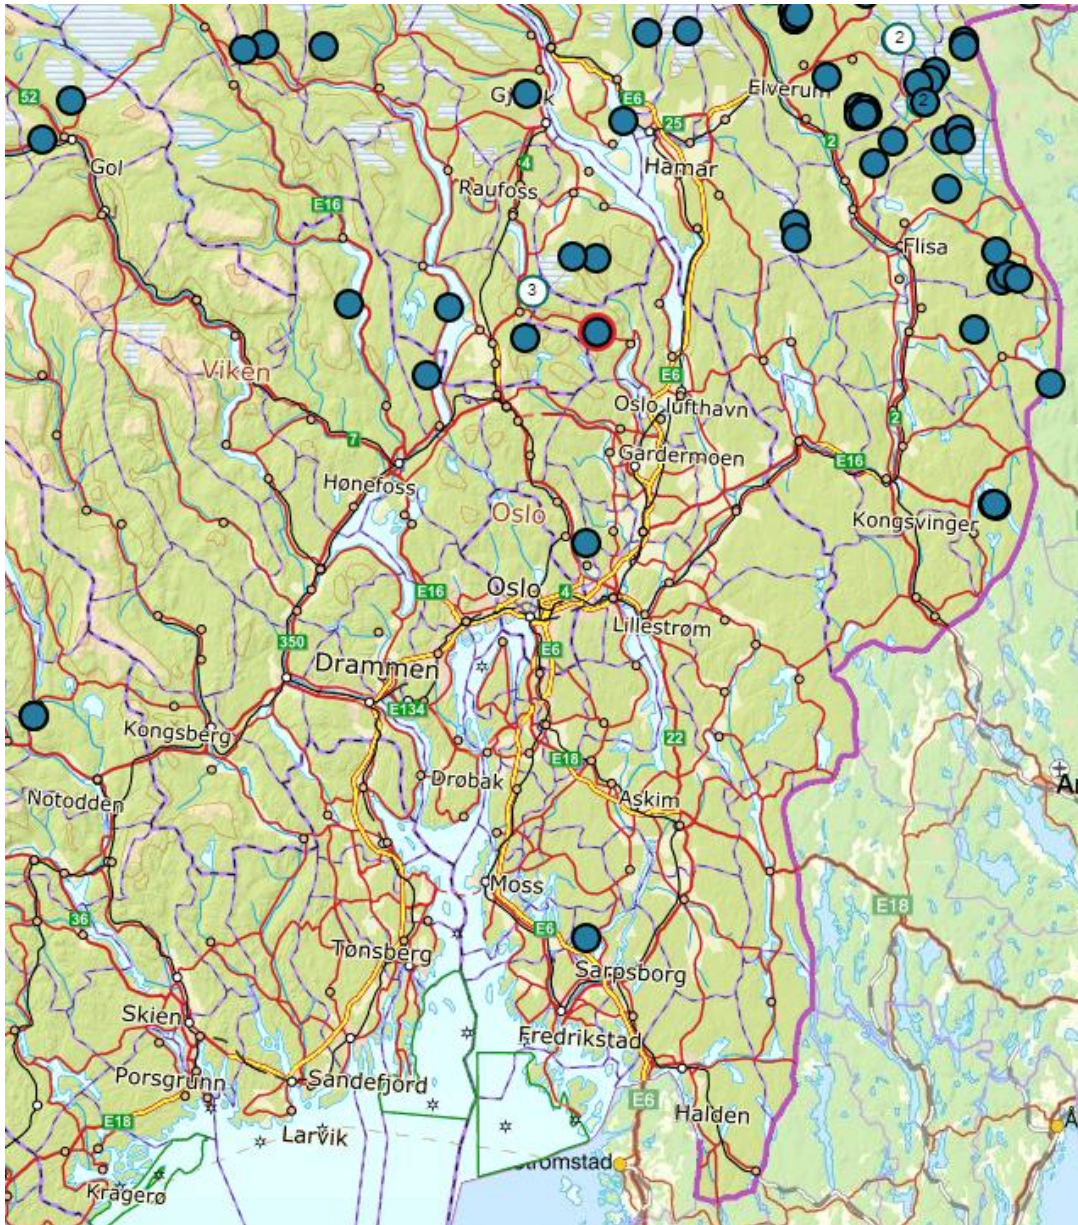 2
52
Gj k
E6
Elverum
2
25
Gol
4
Hamar
2
Raufoss
E16
Flisa
3
Viken
E6
Oslo lufthavn
2
7
Gardermoen
E16
Hønefoss
Oslo
Kongsvinger
E16
Oslo
4
350
Lillestrøm
E6
Drammen
E134
Kongsberg
22
E18
Drøbak
Notodden
Askim
Moss
E18
36
E6
Tønsberg
Sarpsborg
Skien
Fredrikstad
Porsgrunn
Sandefjord
E6
E18
Halden
Larvik
Kragerø